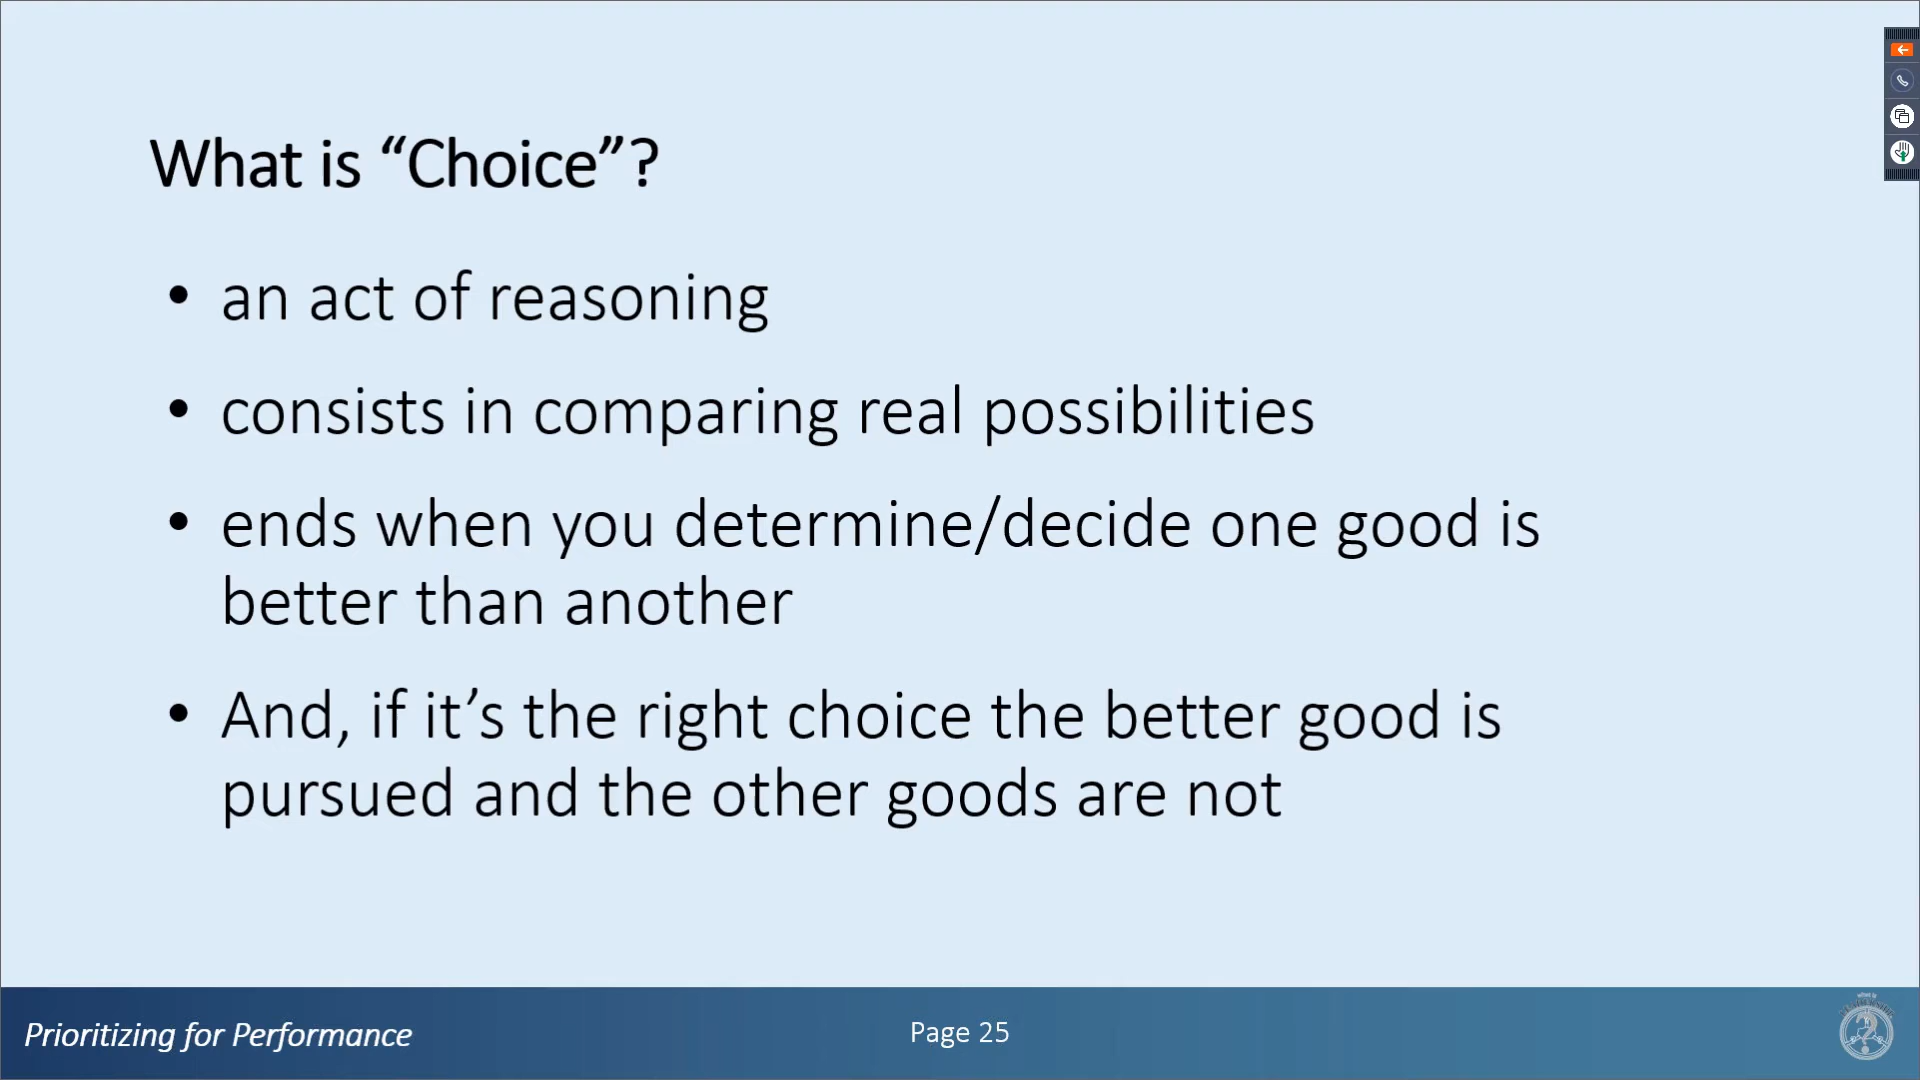 What is “Choice”?
• an act of reasoning
• consists in comparing real possibilities
• ends when you determine/decide one good is
better than another
• And, if it’s the right choice the better good is
pursued and the other goods are not
Prioritizing for Performance
Page 25